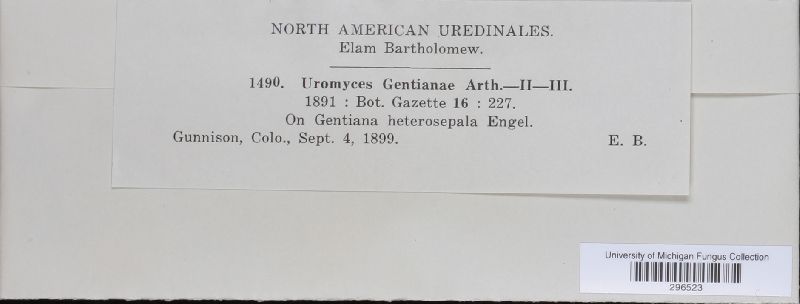 NORTH AMERICAN UREDINALES.
Elam Bartholomew.
1490. Uromyces Gentianae Arth.—II—III.
1891 : Bot. Gazette 16 : 227.
On Gentiana heterosepala Engel.
Gunnison, Colo., Sept. 4, 1899. E. B.
University of Michigan Fungus Collection
296523